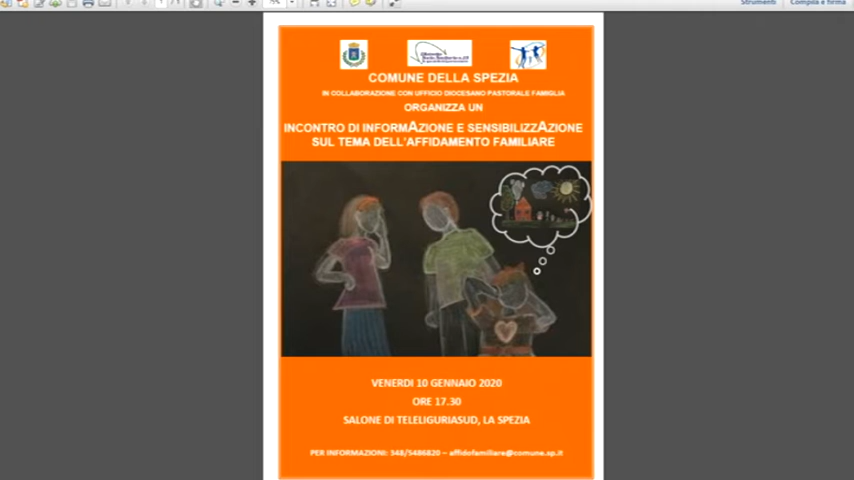 Strumenti
Compila e firma
COMUNE DELLA SPEZIA
IN COLLABORAZIONE CON UFFICIO DIOCESANO PASTORALE FAMIGLIA
ORGANIZZA UN
INCONTRO DI INFORMAZIONE E SENSIBILIZZAZIONE
SUL TEMA DELL'AFFIDAMENTO FAMILIARE
VENERDI 10 GENNAIO 2020
ORE 17.30
SALONE DI TELELIGURIASUD, LA SPEZIA
PER INFORMAZIONI: 348/5486820 – affidofamiliare@comune.sp.it